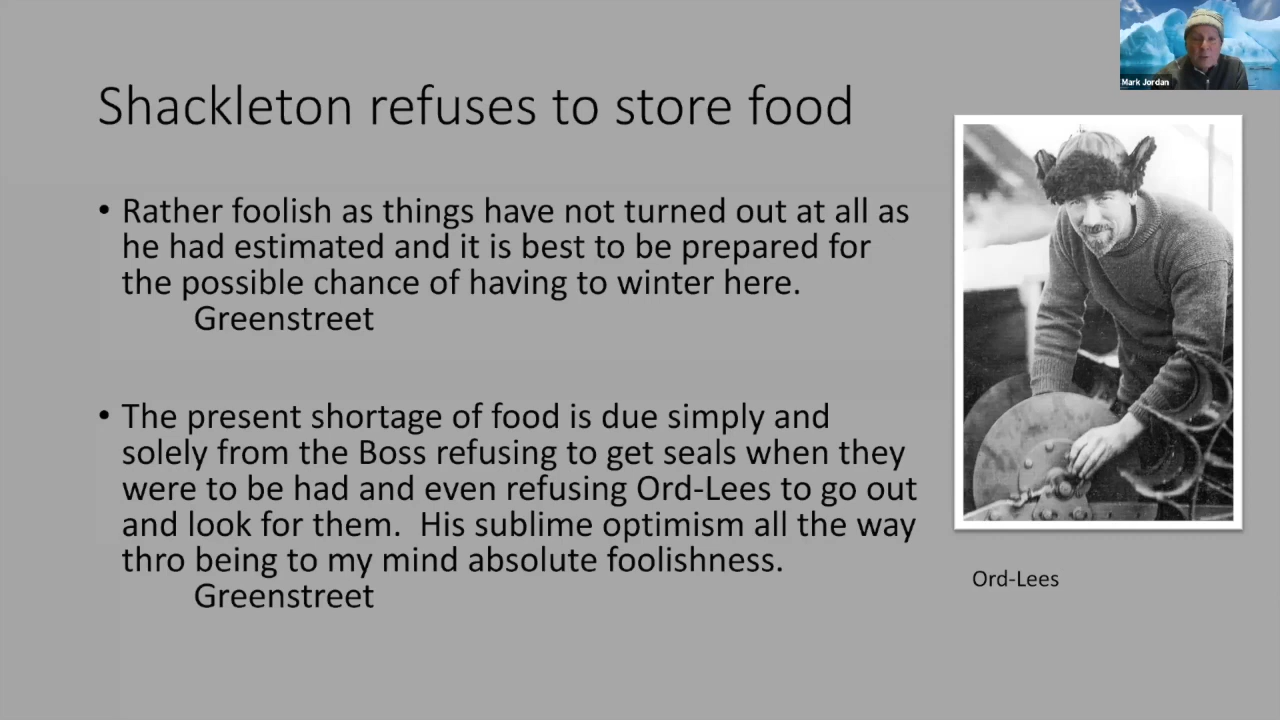 Mark Jordan
Shackleton refuses to store food
• Rather foolish as things have not turned out at all as
he had estimated and it is best to be prepared for
the possible chance of having to winter here.
Greenstreet
• The present shortage of food is due simply and
solely from the Boss refusing to get seals when they
were to be had and even refusing Ord-Lees to go out
and look for them.  His sublime optimism all the way
thro being to my mind absolute foolishness.
Greenstreet
Ord-Lees